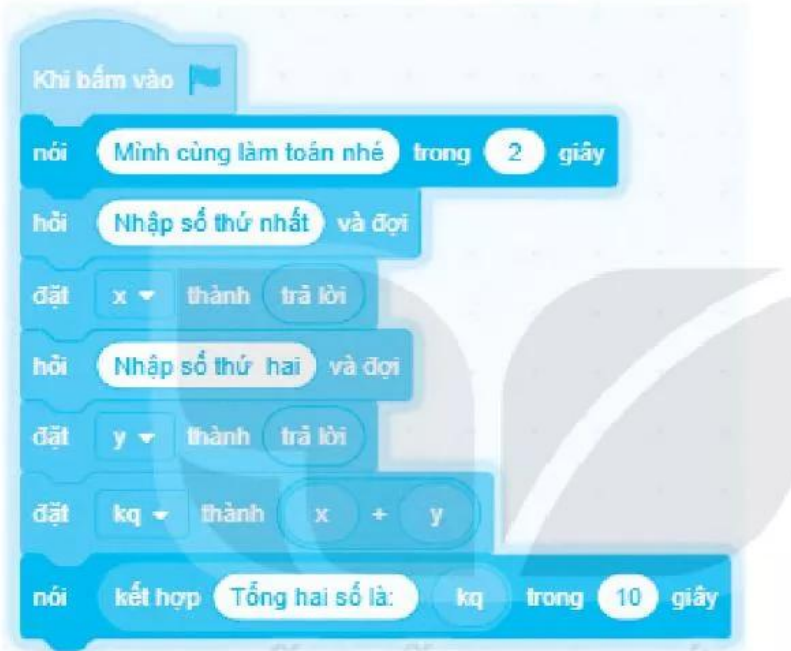 Khi bấm vào
nói Mình cùng làm toán nhé trong 2 giây
hỏi Nhập số thứ nhất và đợi
đặt x thành trả lời
hỏi Nhập số thứ hai và đợi
đặt y thành trả lời
đặt kq thành x + y
nói kết hợp Tổng hai số là: kq trong 10 giây